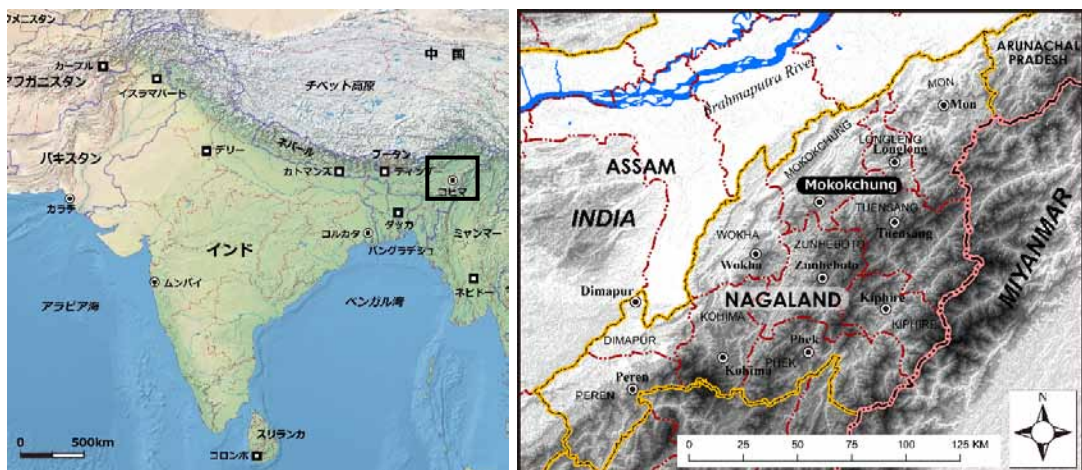 クメニスタン
中 国
カーブル
アフガニスタン
イスラマバード
チベット高原
パキスタン
デリー
ネパール
ブータン
カトマンズ
ティンプー
コヒマ
カラチ
インド
ダッカ
コルカタ
ミャンマー
バングラデシュ
ムンバイ
ネピドー
アラビア海
ベンガル湾
スリランカ
コロンボ
0 500km
ARUNACHAL
PRADESH
MON
Mon
Brahmaputra River
MOKOKCHUNG
LONGLENG
Longleng
ASSAM
Mokokchung
TUENSANG
INDIA
Tuensang
WOKHA
ZUNHEBOTO
Wokha
Zunheboto
MIYANMAR
Dimapur
NAGALAND
Kiphire
KOHIMA
KIPHIRE
DIMAPUR
Phek
PHEK
Kohima
Peren
PEREN
N
0 25 50 75 100 125 KM